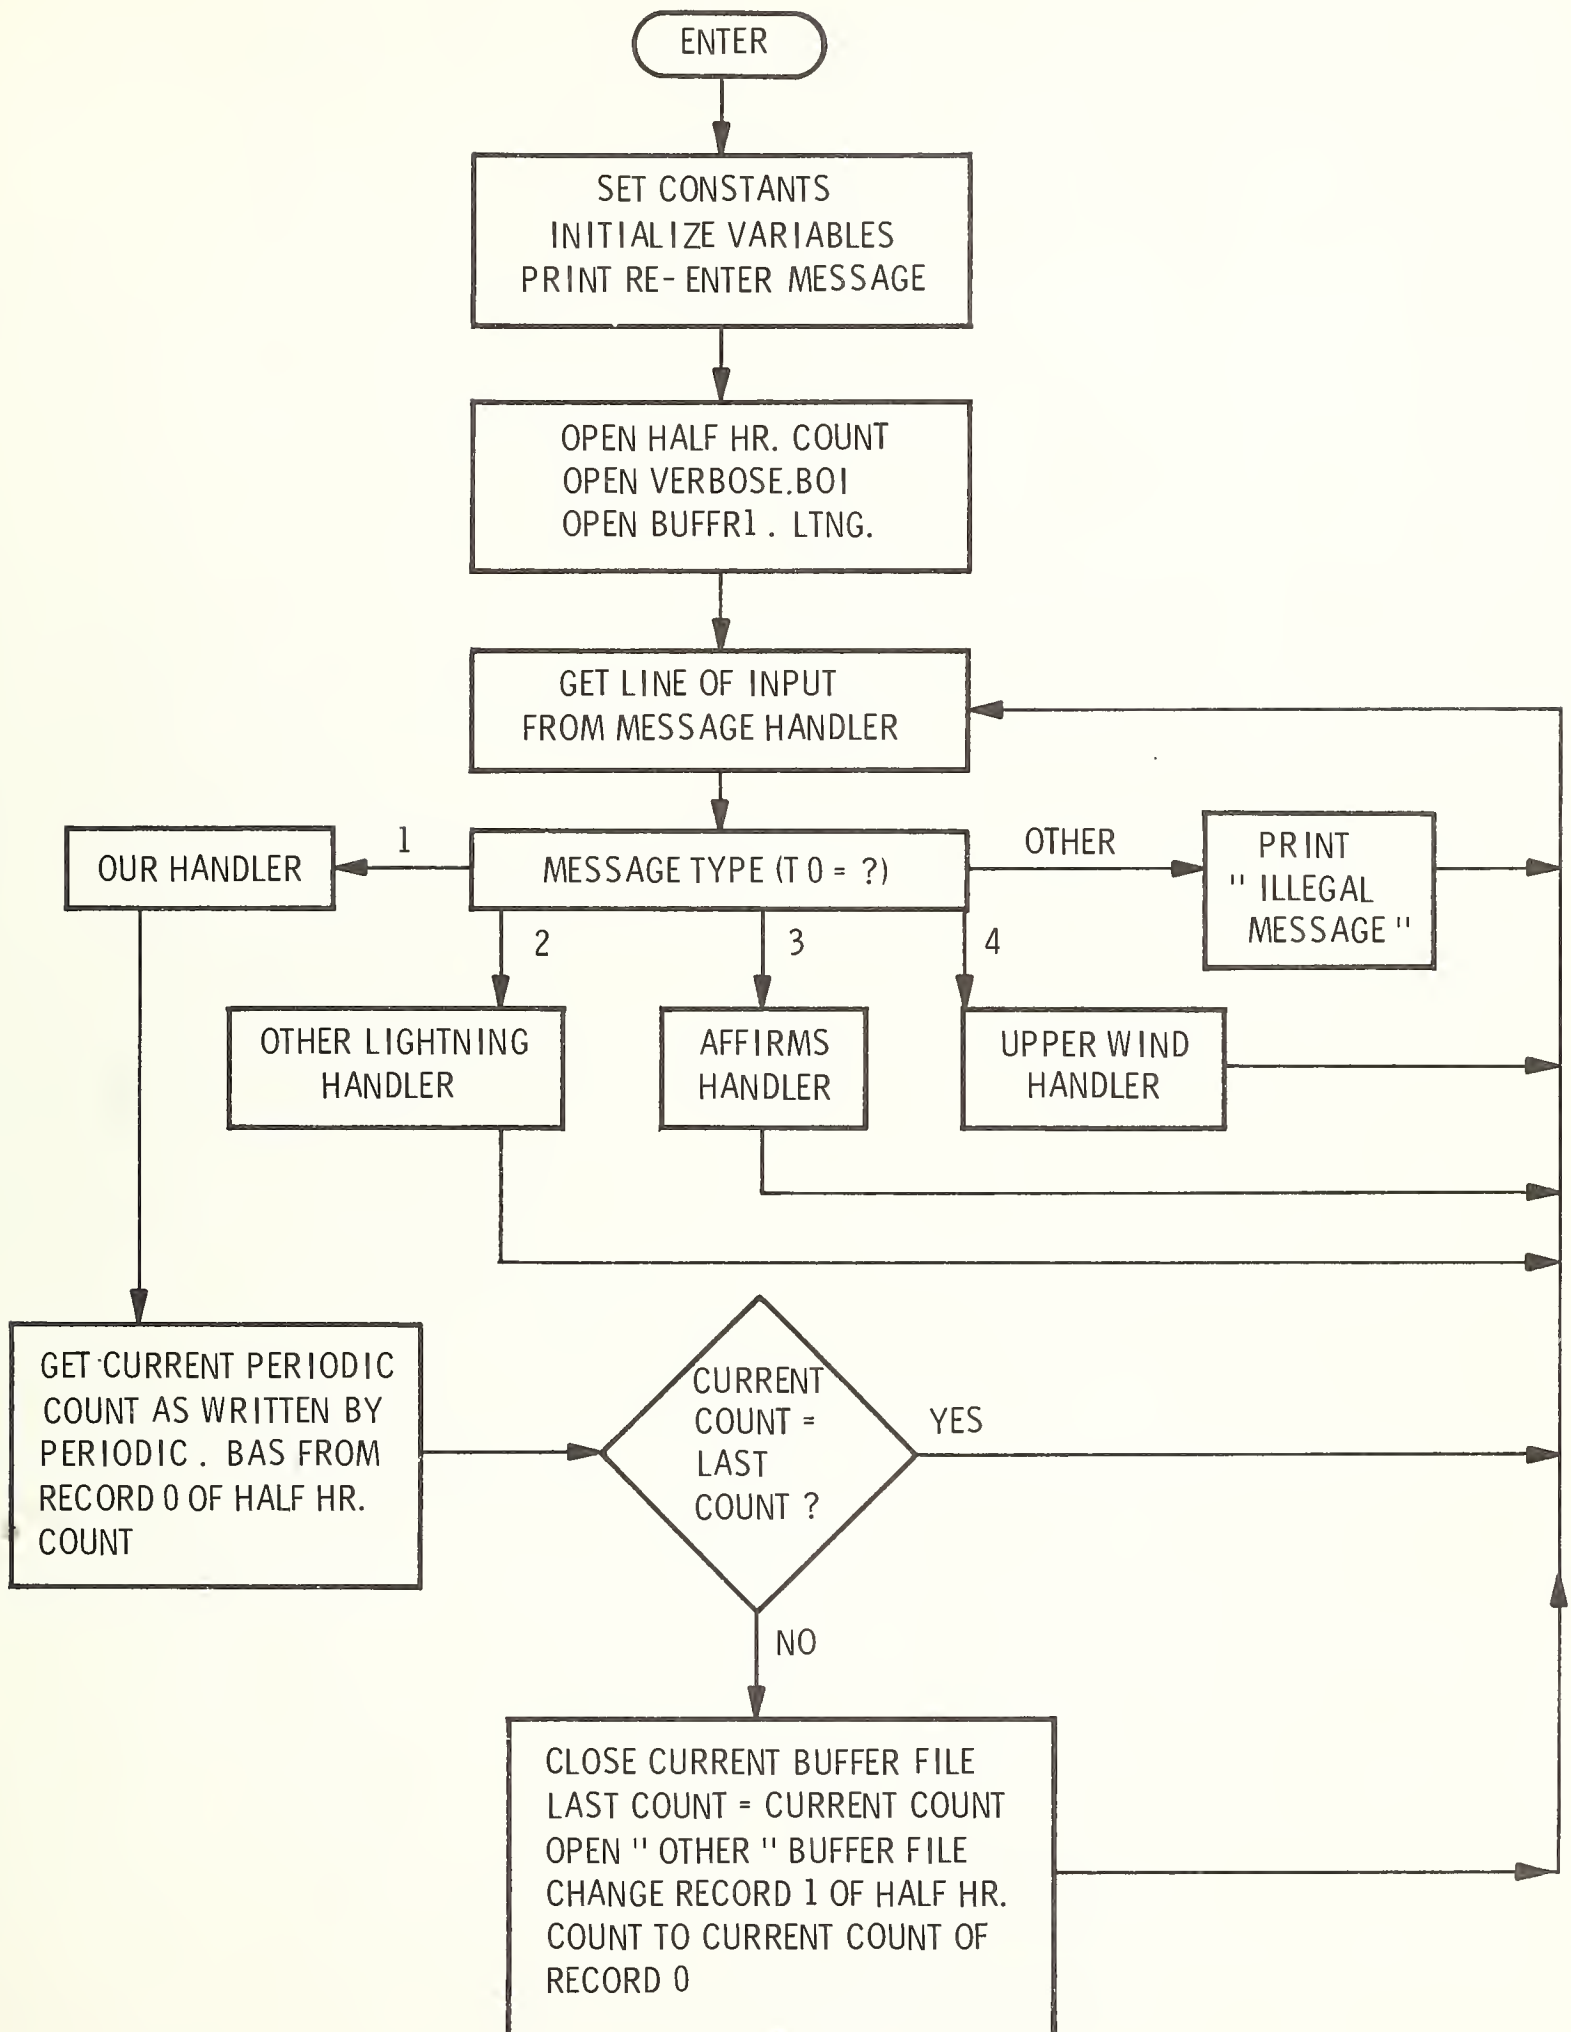 ENTER
SET CONSTANTS
INITIALIZE VARIABLES
PRINT RE-ENTER MESSAGE
OPEN HALF HR. COUNT
OPEN VERBOSE.BOI
OPEN BUFFR1. LTNG.
GET LINE OF INPUT
FROM MESSAGE HANDLER
OUR HANDLER
1
MESSAGE TYPE (T0 = ?)
OTHER
PRINT
" ILLEGAL
MESSAGE "
2
3
4
OTHER LIGHTNING
HANDLER
AFFIRMS
HANDLER
UPPER WIND
HANDLER
GET CURRENT PERIODIC
COUNT AS WRITTEN BY
PERIODIC. BAS FROM
RECORD 0 OF HALF HR.
COUNT
CURRENT
COUNT =
LAST
COUNT ?
YES
NO
CLOSE CURRENT BUFFER FILE
LAST COUNT = CURRENT COUNT
OPEN " OTHER " BUFFER FILE
CHANGE RECORD 1 OF HALF HR.
COUNT TO CURRENT COUNT OF
RECORD 0